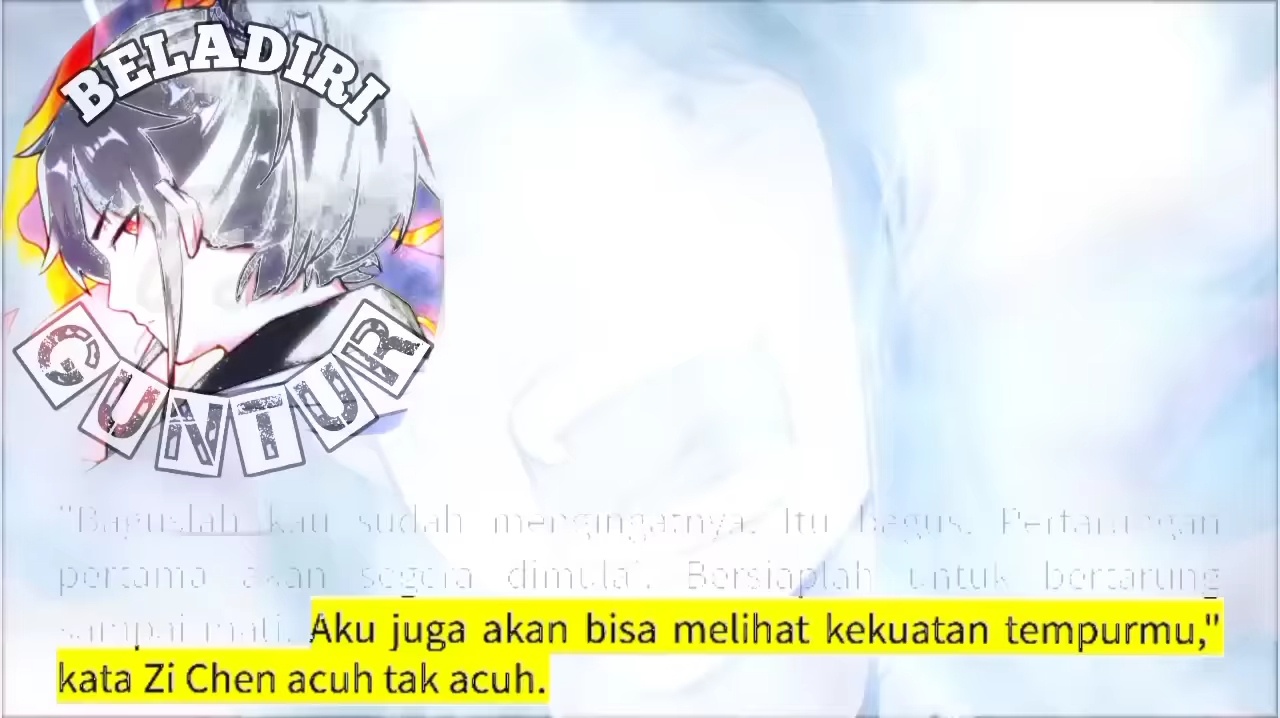 BELADIRI
GUNTUR
"Baguslah kau sudah mengingatnya. Itu bagus. Pertarungan
pertama akan segera dimulai. Bersiaplah untuk bertarung
sampai mati. Aku juga akan bisa melihat kekuatan tempurmu,"
kata Zi Chen acuh tak acuh.